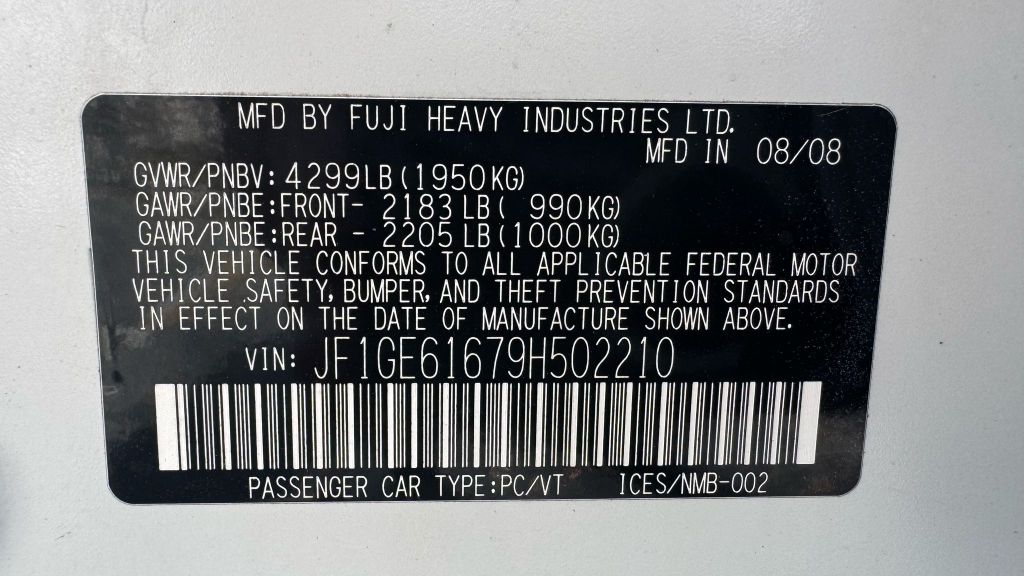 MFD BY FUJI HEAVY INDUSTRIES LTD.
MFD IN 08/08
GVWR/PNBV: 4299LB(1950KG)
GAWR/PNBE:FRONT- 2183LB( 990KG)
GAWR/PNBE:REAR - 2205LB(1000KG)
THIS VEHICLE CONFORMS TO ALL APPLICABLE FEDERAL MOTOR
VEHICLE SAFETY, BUMPER, AND THEFT PREVENTION STANDARDS
IN EFFECT ON THE DATE OF MANUFACTURE SHOWN ABOVE.
VIN: JF1GE61679H502210
PASSENGER CAR TYPE:PC/VT ICES/NMB-002